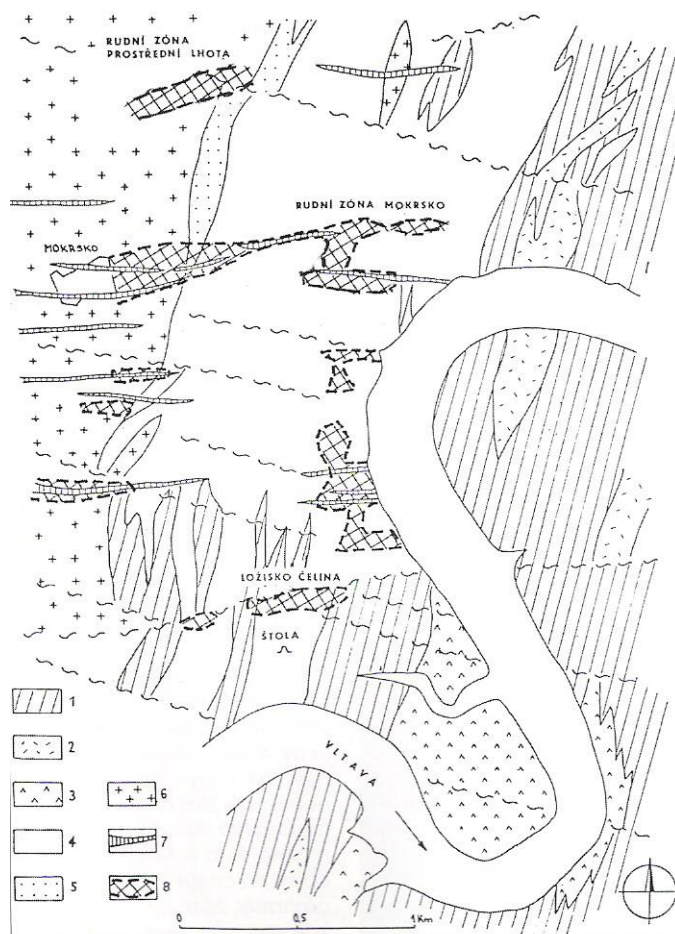 RUDNÍ ZÓNA
PROSTŘEDNÍ LHOTA
RUDNÍ ZÓNA MOKRSKO
MOKRSKO
LOŽISKO ČELINA
ŠTOLA
VLTAVA
1
2
3
4
5
6
7
8
0
0,5
1 Km